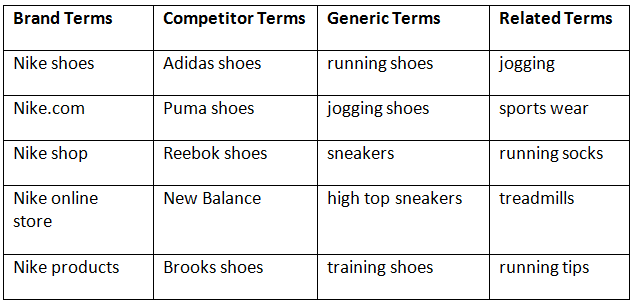 Brand Terms Competitor Terms Generic Terms Related Terms
Nike shoes Adidas shoes running shoes jogging
Nike.com Puma shoes jogging shoes sports wear
Nike shop Reebok shoes sneakers running socks
Nike online New Balance high top sneakers treadmills
store
Nike products Brooks shoes training shoes running tips